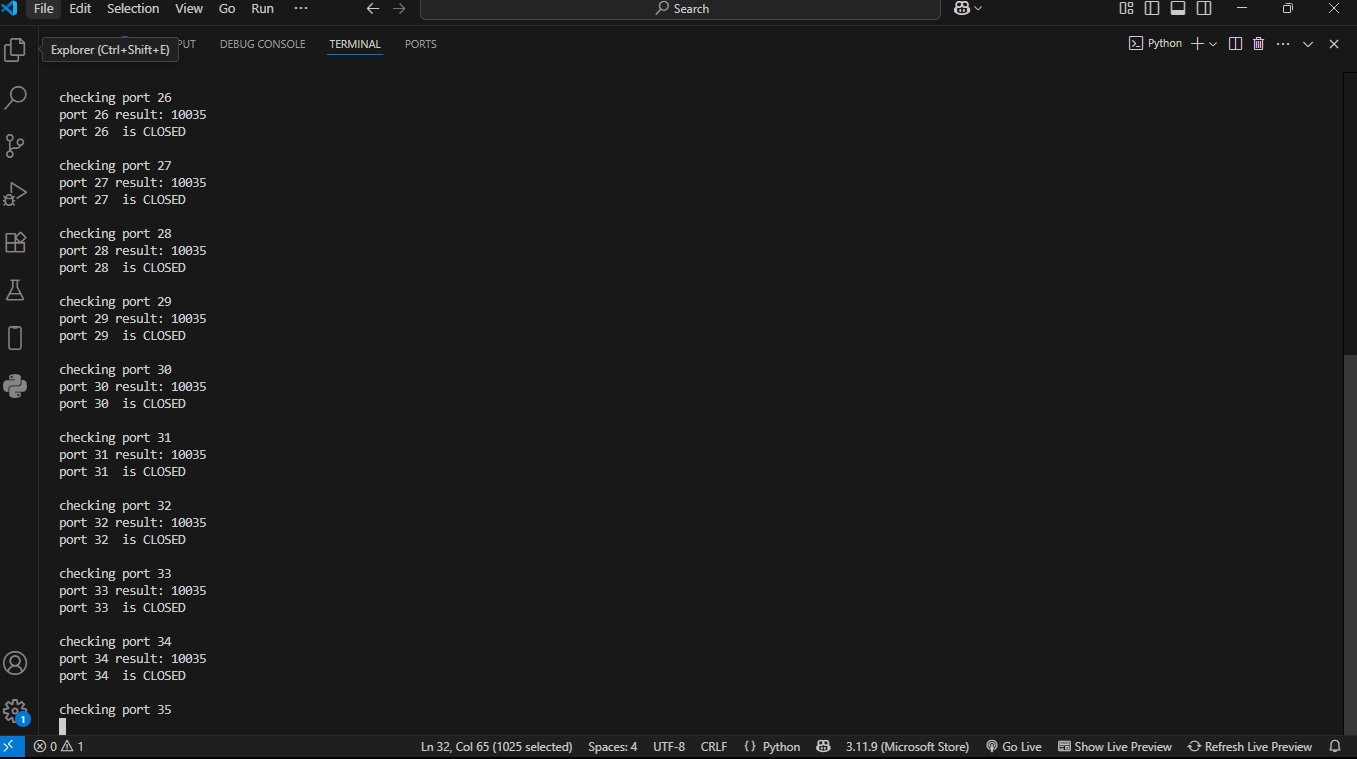 File Edit Selection View Go Run ··· Search
Explorer (Ctrl+Shift+E) PUT DEBUG CONSOLE TERMINAL PORTS Python
checking port 26
port 26 result: 10035
port 26  is CLOSED
checking port 27
port 27 result: 10035
port 27  is CLOSED
checking port 28
port 28 result: 10035
port 28  is CLOSED
checking port 29
port 29 result: 10035
port 29  is CLOSED
checking port 30
port 30 result: 10035
port 30  is CLOSED
checking port 31
port 31 result: 10035
port 31  is CLOSED
checking port 32
port 32 result: 10035
port 32  is CLOSED
checking port 33
port 33 result: 10035
port 33  is CLOSED
checking port 34
port 34 result: 10035
port 34  is CLOSED
checking port 35
1
0 1 Ln 32, Col 65 (1025 selected) Spaces: 4 UTF-8 CRLF {} Python 3.11.9 (Microsoft Store) Go Live Show Live Preview Refresh Live Preview